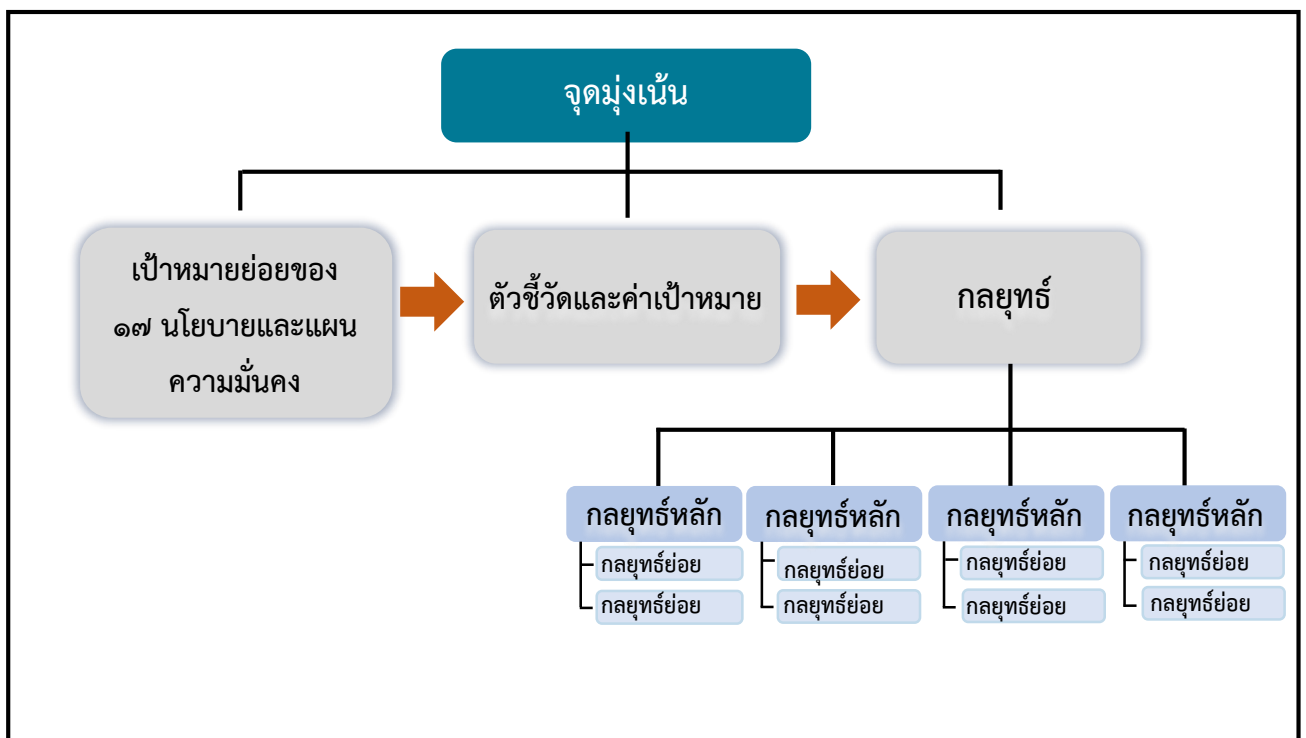 จุดมุ่งเน้น
เป้าหมายย่อยของ
๑๗ นโยบายและแผน
ความมั่นคง
ตัวชี้วัดและค่าเป้าหมาย
กลยุทธ์
กลยุทธ์หลัก
กลยุทธ์ย่อย
กลยุทธ์ย่อย
กลยุทธ์หลัก
กลยุทธ์ย่อย
กลยุทธ์ย่อย
กลยุทธ์หลัก
กลยุทธ์ย่อย
กลยุทธ์ย่อย
กลยุทธ์หลัก
กลยุทธ์ย่อย
กลยุทธ์ย่อย